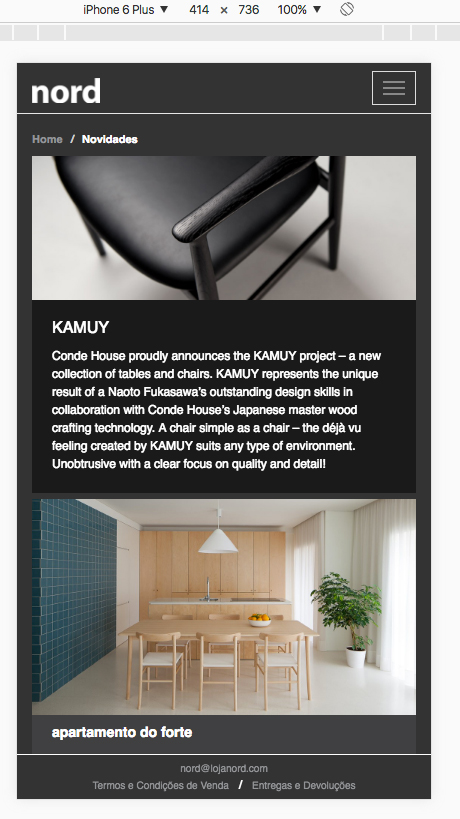 iPhone 6 Plus ▼ 414 × 736 100% ▼
nord
Home / Novidades
KAMUY
Conde House proudly announces the KAMUY project – a new
collection of tables and chairs. KAMUY represents the unique
result of a Naoto Fukasawa's outstanding design skills in
collaboration with Conde House's Japanese master wood
crafting technology. A chair simple as a chair – the déjà vu
feeling created by KAMUY suits any type of environment.
Unobtrusive with a clear focus on quality and detail!
apartamento do forte
nord@lojanord.com
Termos e Condições de Venda / Entregas e Devoluções